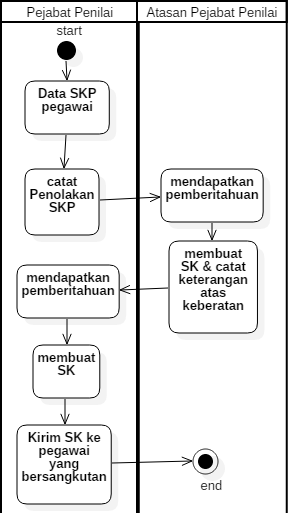 Pejabat Penilai
Atasan Pejabat Penilai
start
Data SKP
pegawai
catat
Penolakan
SKP
mendapatkan
pemberitahuan
membuat
SK & catat
keterangan
atas
keberatan
mendapatkan
pemberitahuan
membuat
SK
Kirim SK ke
pegawai
yang
bersangkutan
end